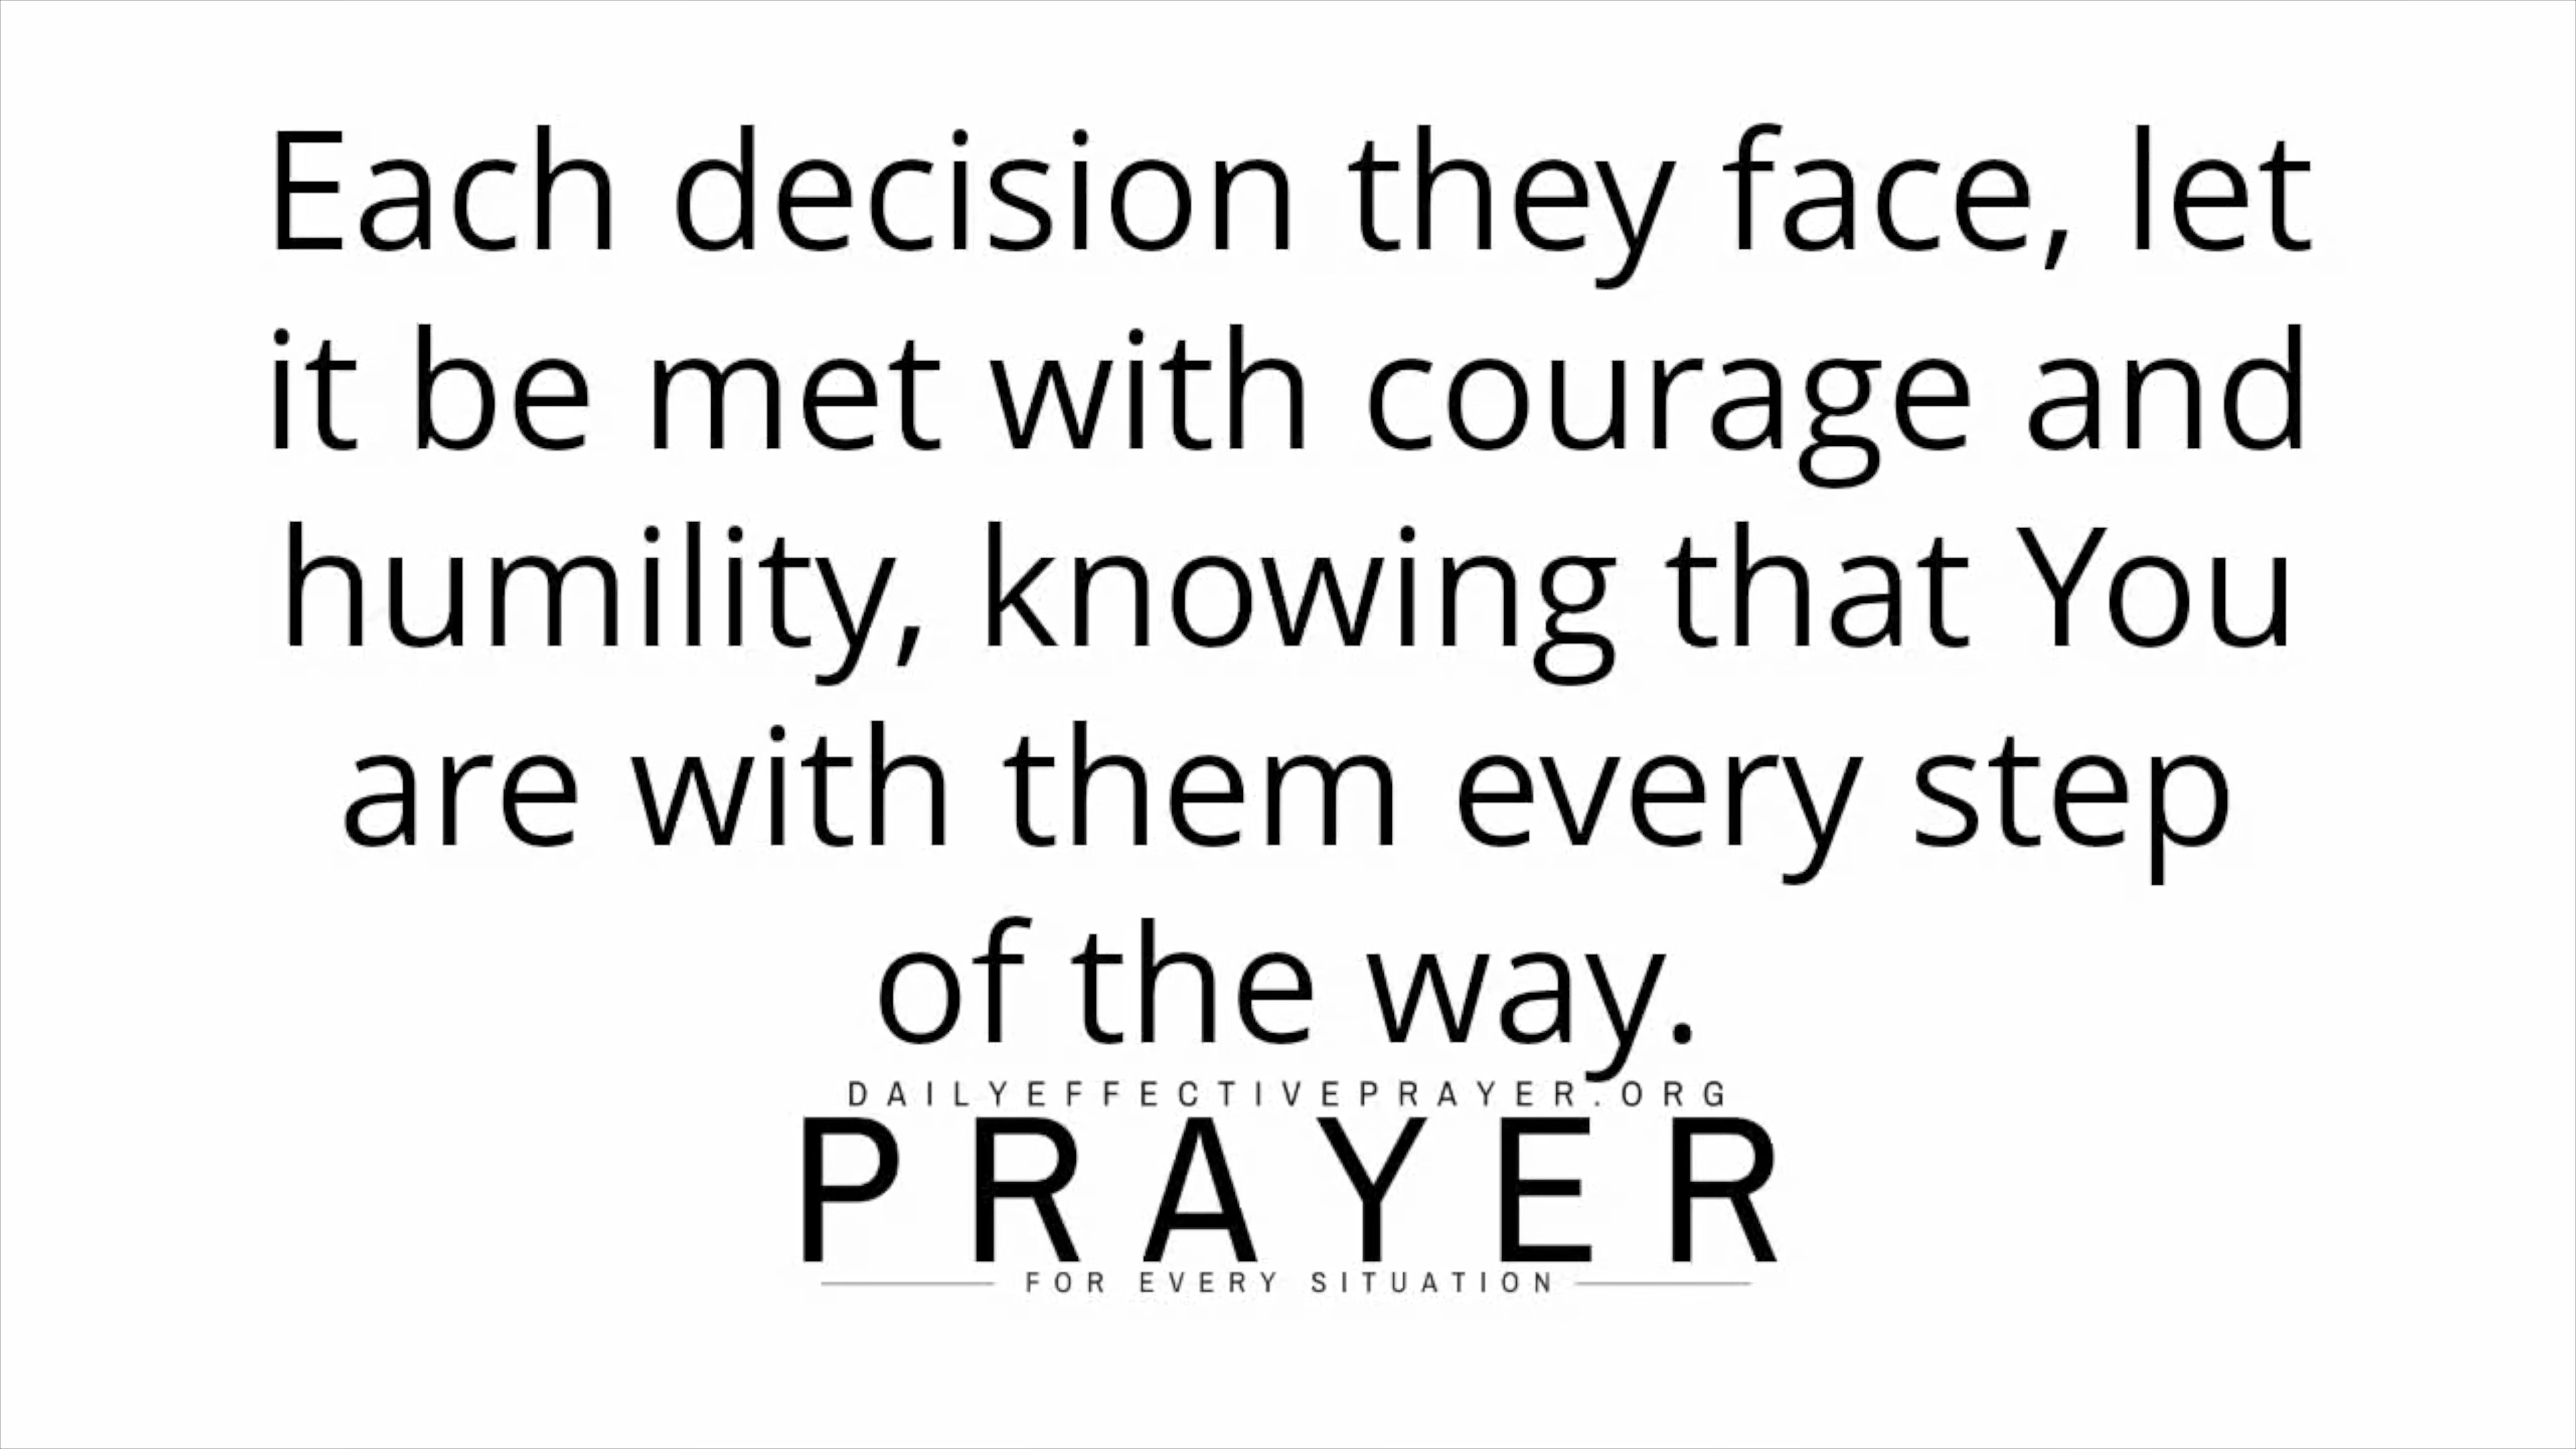 Each decision they face, let
it be met with courage and
humility, knowing that You
are with them every step
of the way.
DAILYEFFECTIVEPRAYER.ORG
PRAYER
FOR EVERY SITUATION